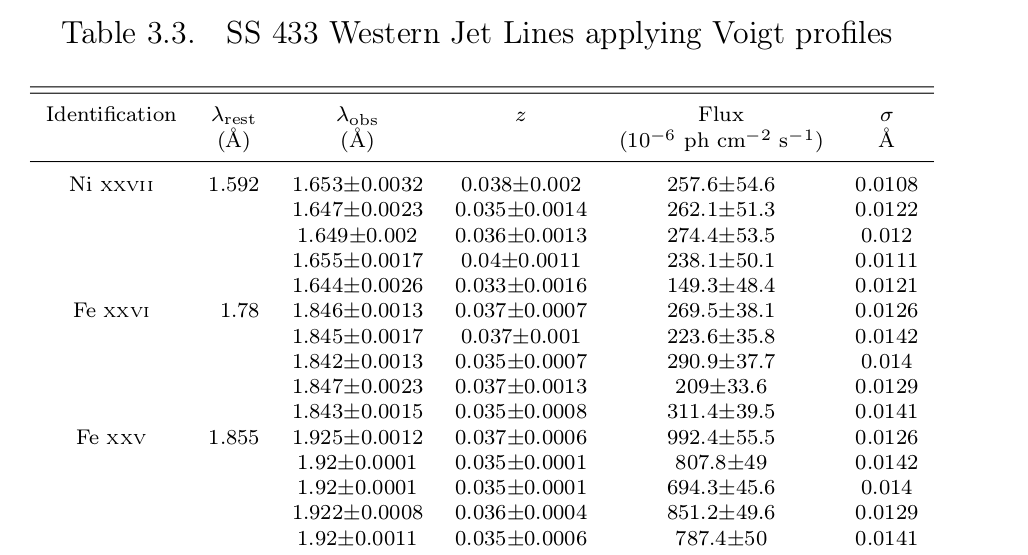 Table 3.3. SS 433 Western Jet Lines applying Voigt profiles
Identification λrest λobs z Flux σ
(Å) (Å) (10⁻⁶ ph cm⁻² s⁻¹) Å
Ni XXVII 1.592 1.653±0.0032 0.038±0.002 257.6±54.6 0.0108
1.647±0.0023 0.035±0.0014 262.1±51.3 0.0122
1.649±0.002 0.036±0.0013 274.4±53.5 0.012
1.655±0.0017 0.04±0.0011 238.1±50.1 0.0111
1.644±0.0026 0.033±0.0016 149.3±48.4 0.0121
Fe XXVI 1.78 1.846±0.0013 0.037±0.0007 269.5±38.1 0.0126
1.845±0.0017 0.037±0.001 223.6±35.8 0.0142
1.842±0.0013 0.035±0.0007 290.9±37.7 0.014
1.847±0.0023 0.037±0.0013 209±33.6 0.0129
1.843±0.0015 0.035±0.0008 311.4±39.5 0.0141
Fe XXV 1.855 1.925±0.0012 0.037±0.0006 992.4±55.5 0.0126
1.92±0.0001 0.035±0.0001 807.8±49 0.0142
1.92±0.0001 0.035±0.0001 694.3±45.6 0.014
1.922±0.0008 0.036±0.0004 851.2±49.6 0.0129
1.92±0.0011 0.035±0.0006 787.4±50 0.0141